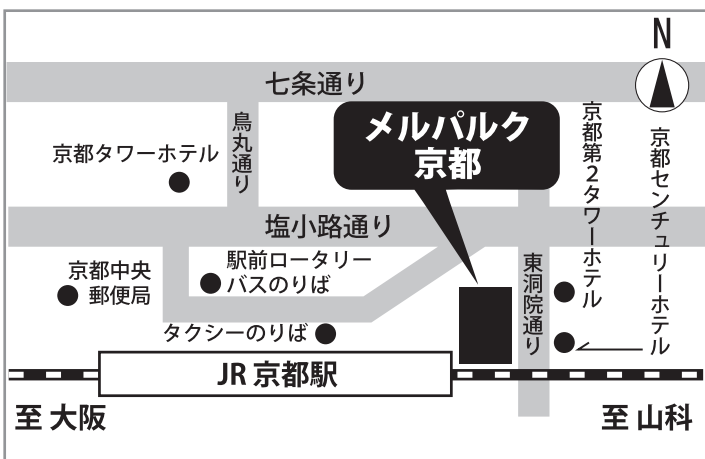 N
七条通り
烏丸通り
メルパルク
京都
京都第2タワーホテル
京都センチュリーホテル
京都タワーホテル
塩小路通り
京都中央
郵便局
駅前ロータリー
バスのりば
東洞院通り
タクシーのりば
JR 京都駅
至 大阪
至 山科